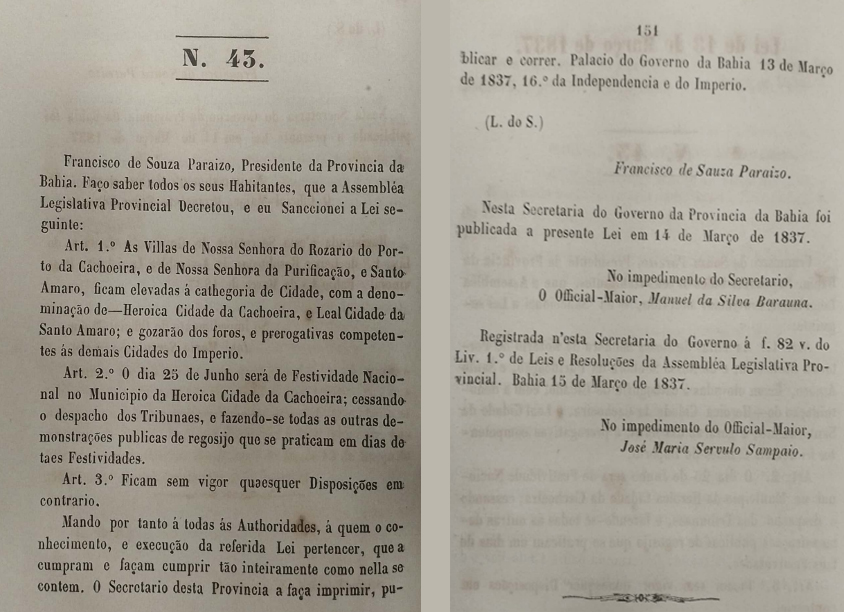 N. 43.
Francisco de Souza Paraizo, Presidente da Provincia da
Bahia. Faço saber todos os seus Habitantes, que a Assembléa
Legislativa Provincial Decretou, e eu Sanccionei a Lei se-
guinte:
Art. 1.º As Villas de Nossa Senhora do Rozario do Por-
to da Cachoeira, e de Nossa Senhora da Purificação, e Santo
Amaro, ficam elevadas á cathegoria de Cidade, com a deno-
minação de—Heroica Cidade da Cachoeira, e Leal Cidade da
Santo Amaro; e gozarão dos foros, e prerogativas competen-
tes ás demais Cidades do Imperio.
Art. 2.º O dia 25 de Junho será de Festividade Nacio-
nal no Municipio da Heroica Cidade da Cachoeira; cessando
o despacho dos Tribunaes, e fazendo-se todas as outras de-
monstrações publicas de regosijo que se praticam em dias de
taes Festividades.
Art. 3.º Ficam sem vigor quaesquer Disposições em
contrario.
Mando por tanto á todas ás Authoridades, á quem o co-
nhecimento, e execução da referida Lei pertencer, que a
cumpram e façam cumprir tão inteiramente como nella se
contem. O Secretario desta Provincia a faça imprimir, pu-
151
blicar e correr. Palacio do Governo da Bahia 13 de Março
de 1837, 16.º da Independencia e do Imperio.
(L. do S.)
Francisco de Sauza Paraizo.
Nesta Secretaria do Governo da Provincia da Bahia foi
publicada a presente Lei em 14 de Março de 1837.
No impedimento do Secretario,
O Official-Maior, Manuel da Silva Barauna.
Registrada n'esta Secretaria do Governo á f. 82 v. do
Liv. 1.º de Leis e Resoluções da Assembléa Legislativa Pro-
vincial. Bahia 15 de Março de 1837.
No impedimento do Official-Maior,
José Maria Servulo Sampaio.